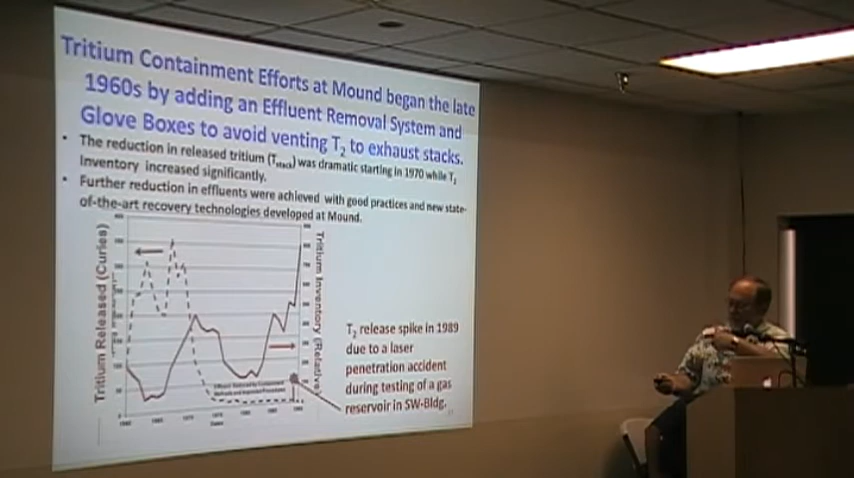 Tritium Containment Efforts at Mound began the late
1960s by adding an Effluent Removal System and
Glove Boxes to avoid venting T2 to exhaust stacks.
• The reduction in released tritium (Tstack) was dramatic starting in 1970 while T2
Inventory increased significantly.
• Further reduction in effluents were achieved with good practices and new state-
of-the-art recovery technologies developed at Mound.
Tritium Released (Curies)
Tritium Inventory (Relative)
T2 release spike in 1989
due to a laser
penetration accident
during testing of a gas
reservoir in SW-Bldg.